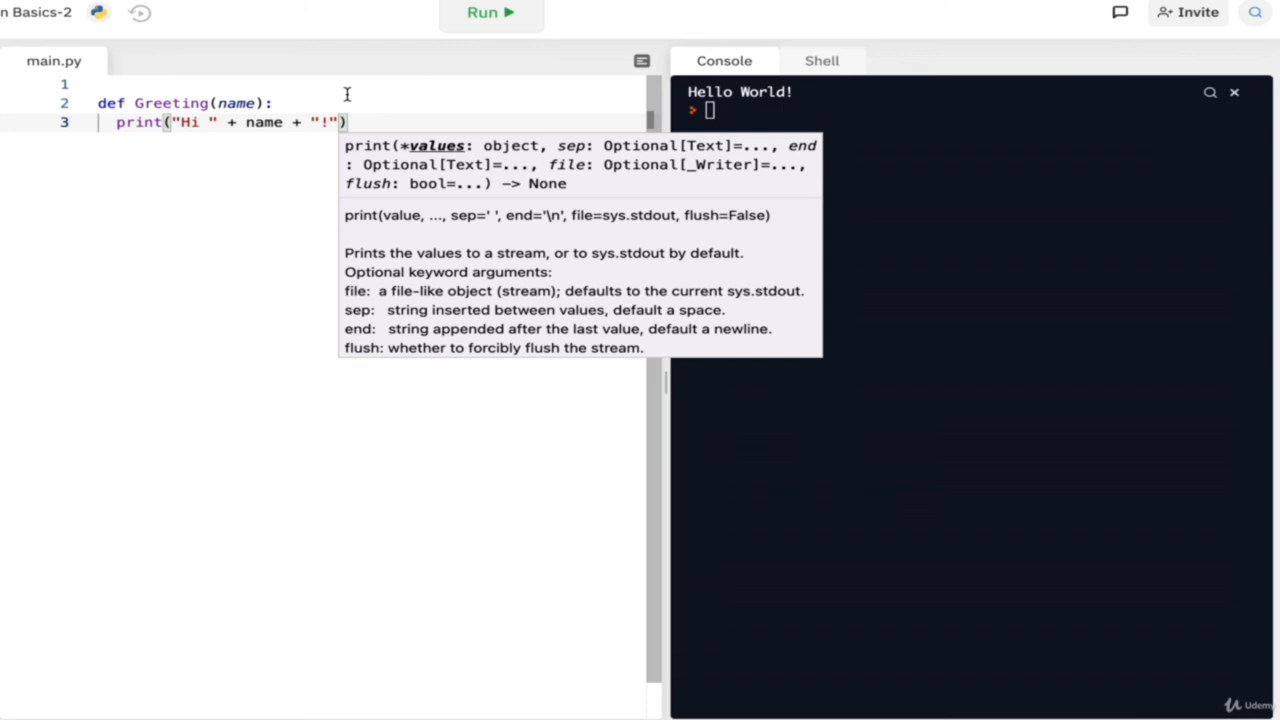 n Basics-2
Run
Invite
main.py
Console
Shell
1
2 def Greeting(name):
3 print("Hi " + name + "!")
Hello World!
>
print(*values: object, sep: Optional[Text]=..., end
: Optional[Text]=..., file: Optional[_Writer]=...,
flush: bool=...) -> None
print(value, ..., sep=' ', end='\n', file=sys.stdout, flush=False)
Prints the values to a stream, or to sys.stdout by default.
Optional keyword arguments:
file: a file-like object (stream); defaults to the current sys.stdout.
sep: string inserted between values, default a space.
end: string appended after the last value, default a newline.
flush: whether to forcibly flush the stream.
Udemy